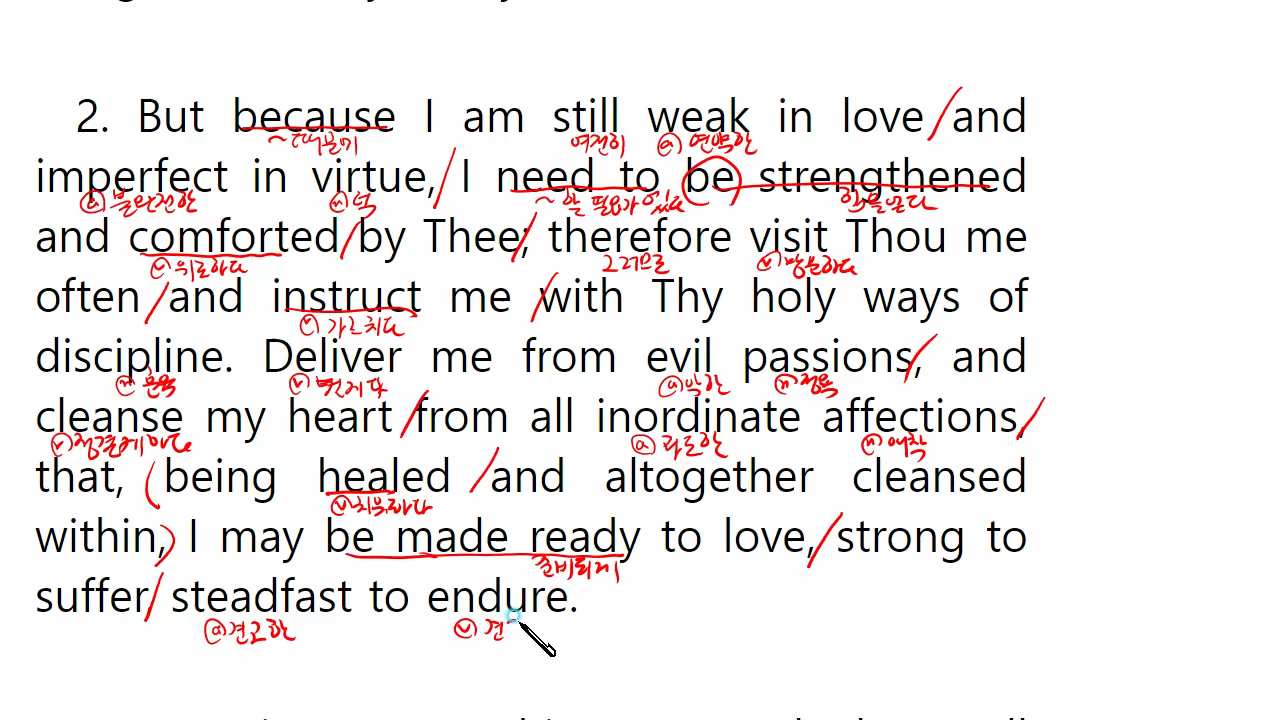 2. But because I am still weak in love and
~때문에 여전히 ⓐ 연약한
imperfect in virtue, I need to be strengthened
ⓐ 불완전한 ⓝ 덕 ~할 필요가 있다 힘을 얻다
and comforted by Thee; therefore visit Thou me
ⓥ 위로하다 그러므로 ⓥ 방문하다
often and instruct me with Thy holy ways of
ⓥ 가르치다
discipline. Deliver me from evil passions, and
ⓝ 훈육 ⓥ 벗기다 ⓐ 악한 ⓝ 정욕
cleanse my heart from all inordinate affections,
ⓥ 정결케하다 ⓐ 과도한 ⓝ 애착
that, being healed and altogether cleansed
ⓥ 치유하다
within, I may be made ready to love, strong to
준비되게
suffer, steadfast to endure.
ⓐ 견고한 ⓥ 견